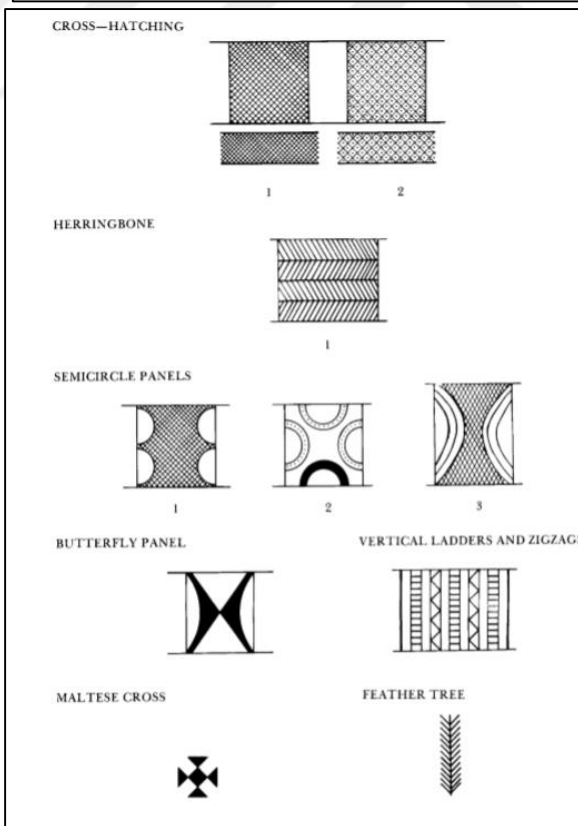 CROSS—HATCHING
1 2
HERRINGBONE
1
SEMICIRCLE PANELS
1 2 3
BUTTERFLY PANEL VERTICAL LADDERS AND ZIGZAGS
MALTESE CROSS FEATHER TREE